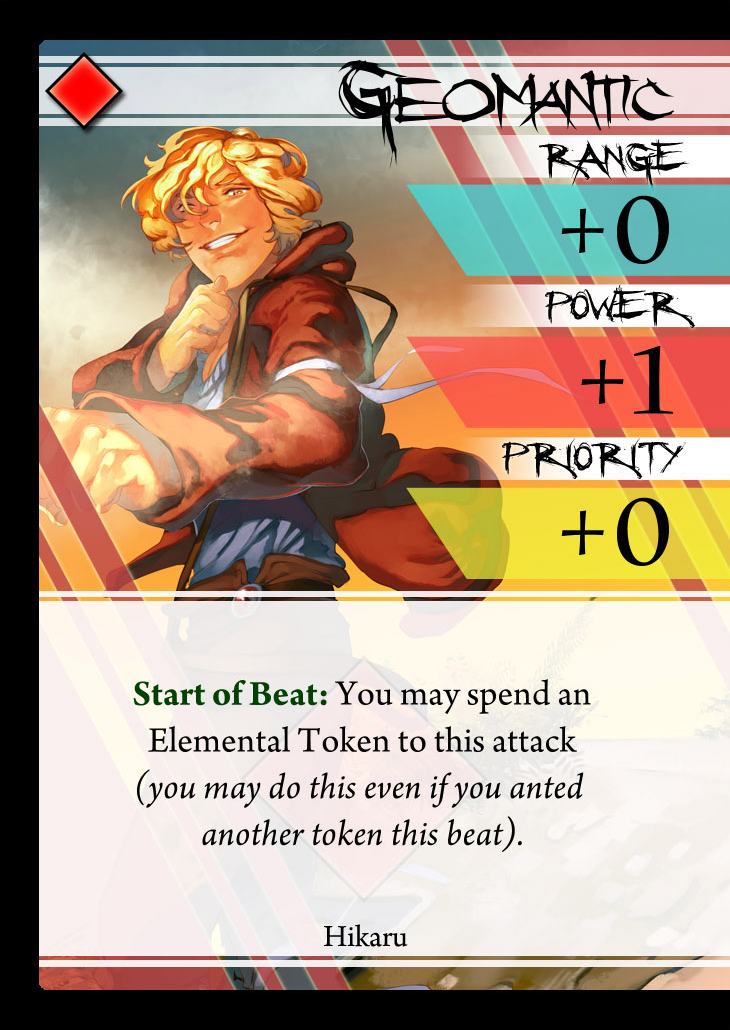 Geomantic
Range
+0
Power
+1
Priority
+0
Start of Beat: You may spend an
Elemental Token to this attack
(you may do this even if you anted
another token this beat).
Hikaru